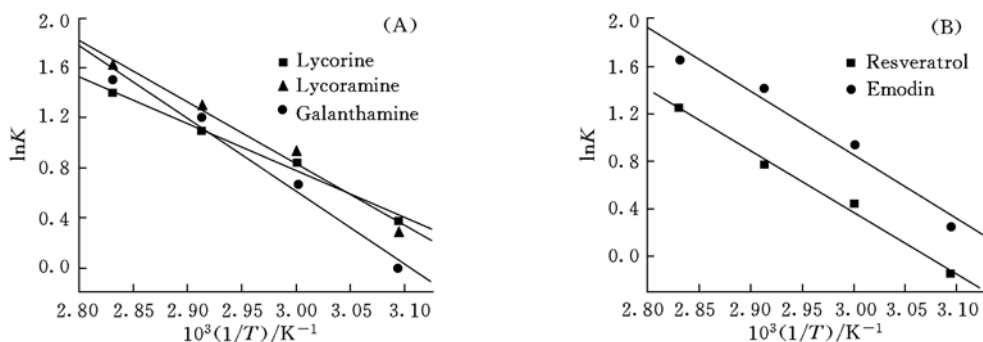 (A)
2.0
1.6
1.2
0.8
0.4
0.0
lnK
Lycorine
Lycoramine
Galanthamine
2.80 2.85 2.90 2.95 3.00 3.05 3.10
10³(1/T)/K⁻¹
(B)
2.0
1.6
1.2
0.8
0.4
0.0
lnK
Resveratrol
Emodin
2.80 2.85 2.90 2.95 3.00 3.05 3.10
10³(1/T)/K⁻¹